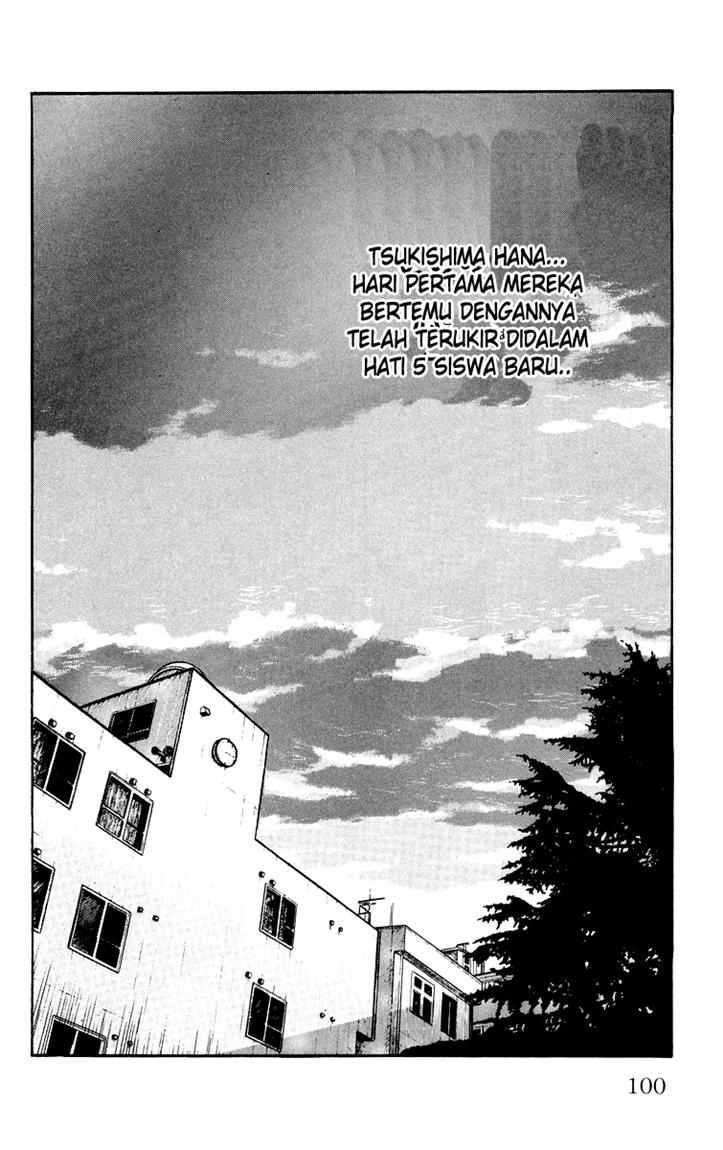 TSUKISHIMA HANA...
HARI PERTAMA MEREKA
BERTEMU DENGANNYA
TELAH TERUKIR DIDALAM
HATI 5 SISWA BARU..
100